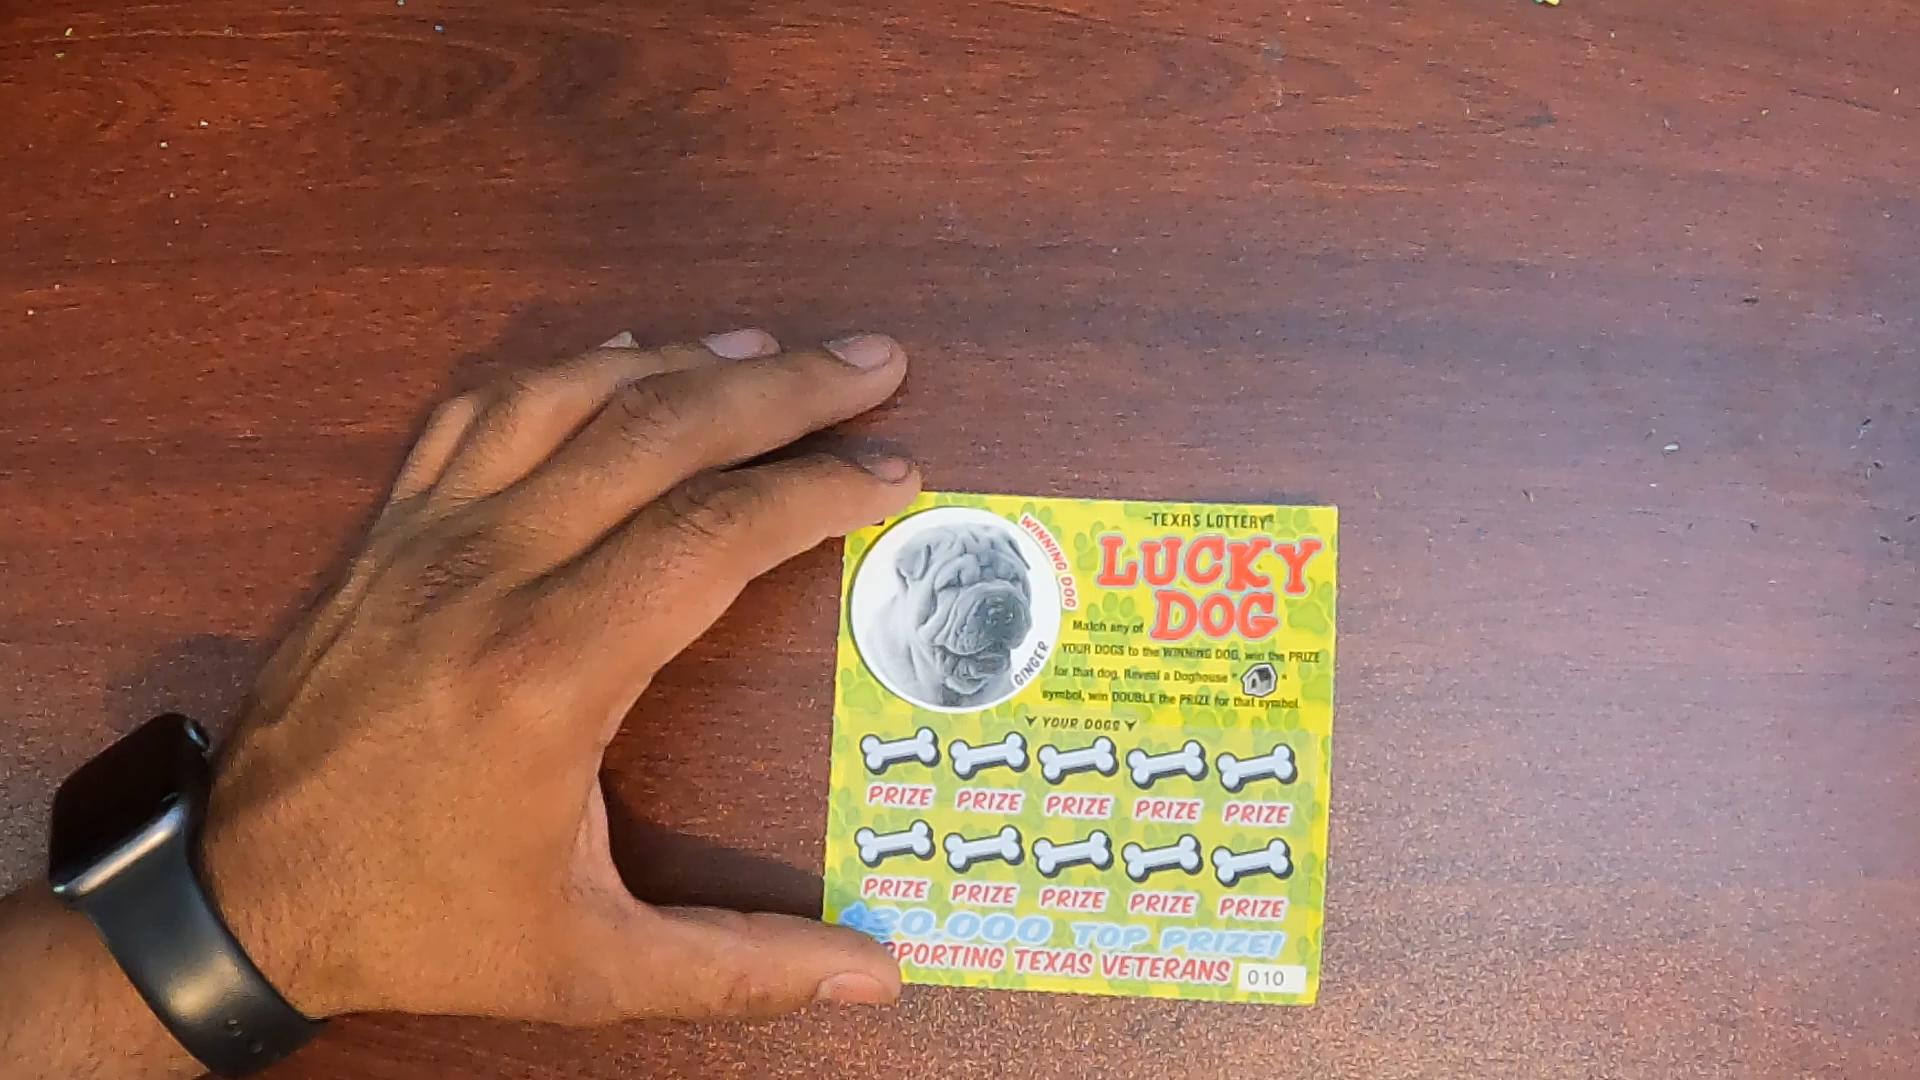 TEXAS LOTTERY®
LUCKY
DOG
WINNING DOG
GINGER
Match any of
YOUR DOGS to the WINNING DOG, win the PRIZE
for that dog. Reveal a Doghouse " "
symbol, win DOUBLE the PRIZE for that symbol.
YOUR DOGS
PRIZE PRIZE PRIZE PRIZE PRIZE
PRIZE PRIZE PRIZE PRIZE PRIZE
$30,000 TOP PRIZE!
PORTING TEXAS VETERANS
010